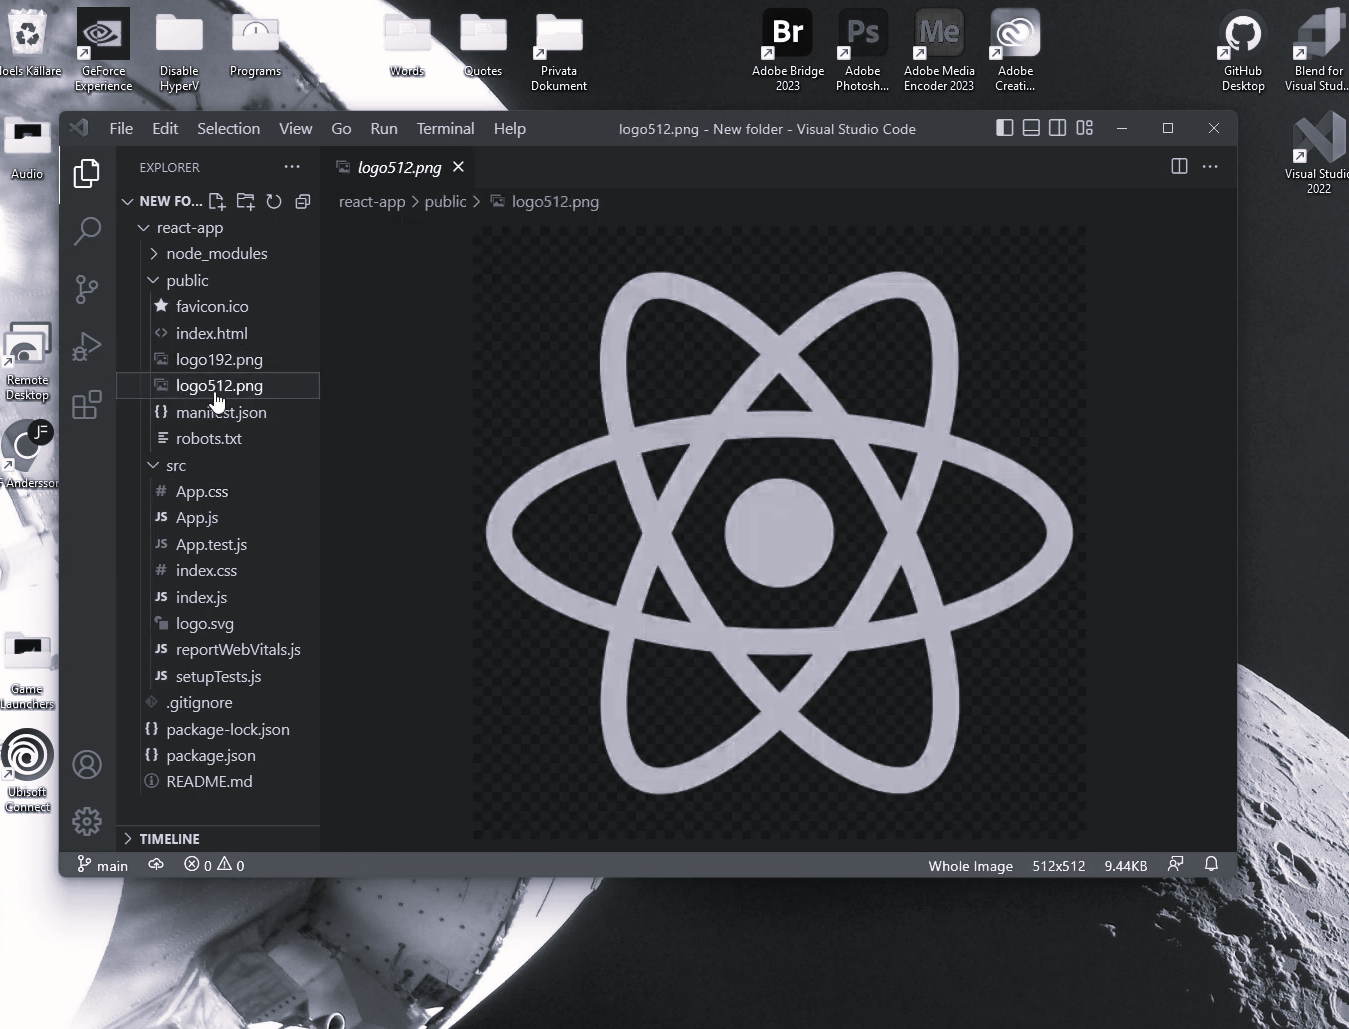 Joels Källare
GeForce
Experience
Disable
HyperV
Programs
Words
Quotes
Privata
Dokument
Br
Adobe Bridge
2023
Ps
Adobe
Photosh...
Me
Adobe Media
Encoder 2023
Adobe
Creati...
GitHub
Desktop
Blend for
Visual Stud...
Audio
Visual Studio
2022
Remote
Desktop
JF
F Andersson
Game
Launchers
Ubisoft
Connect
File Edit Selection View Go Run Terminal Help
logo512.png - New folder - Visual Studio Code
EXPLORER
logo512.png
NEW FO...
react-app > public > logo512.png
react-app
node_modules
public
favicon.ico
index.html
logo192.png
logo512.png
manifest.json
robots.txt
src
# App.css
JS App.js
JS App.test.js
# index.css
JS index.js
logo.svg
JS reportWebVitals.js
JS setupTests.js
.gitignore
{} package-lock.json
{} package.json
README.md
TIMELINE
main
0 0
Whole Image 512x512 9.44KB